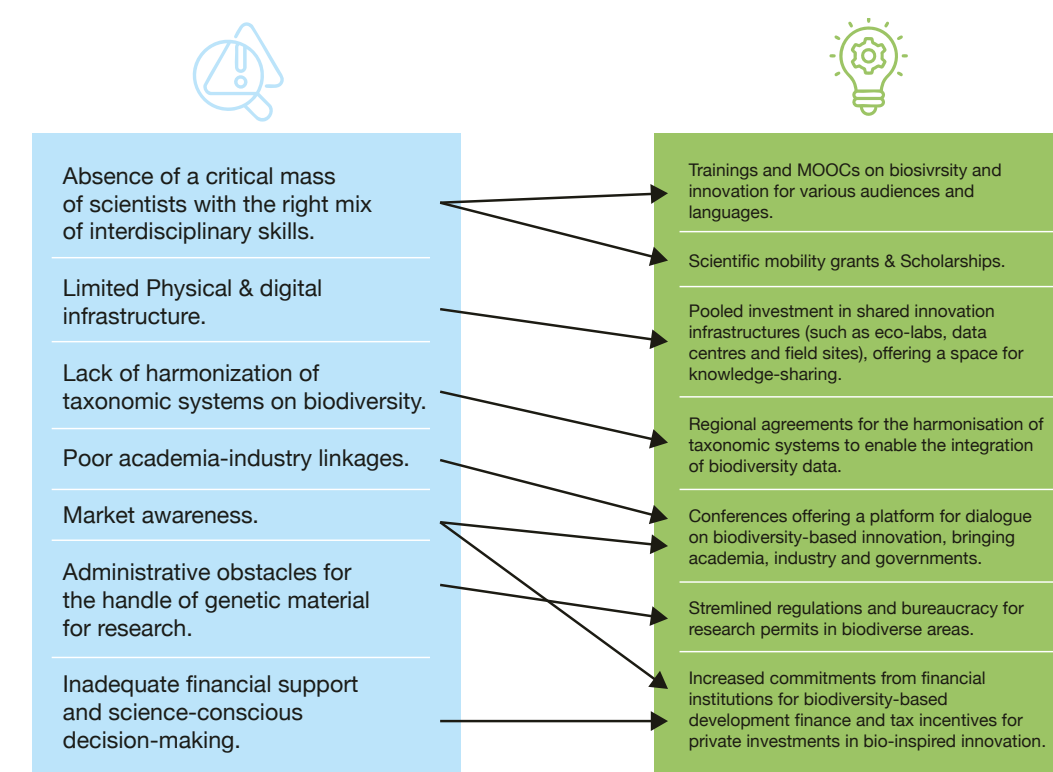 Absence of a critical mass
of scientists with the right mix
of interdisciplinary skills.
Limited Physical & digital
infrastructure.
Lack of harmonization of
taxonomic systems on biodiversity.
Poor academia-industry linkages.
Market awareness.
Administrative obstacles for
the handle of genetic material
for research.
Inadequate financial support
and science-conscious
decision-making.
Trainings and MOOCs on biosivrsity and
innovation for various audiences and
languages.
Scientific mobility grants & Scholarships.
Pooled investment in shared innovation
infrastructures (such as eco-labs, data
centres and field sites), offering a space for
knowledge-sharing.
Regional agreements for the harmonisation of
taxonomic systems to enable the integration
of biodiversity data.
Conferences offering a platform for dialogue
on biodiversity-based innovation, bringing
academia, industry and governments.
Stremlined regulations and bureaucracy for
research permits in biodiverse areas.
Increased commitments from financial
institutions for biodiversity-based
development finance and tax incentives for
private investments in bio-inspired innovation.